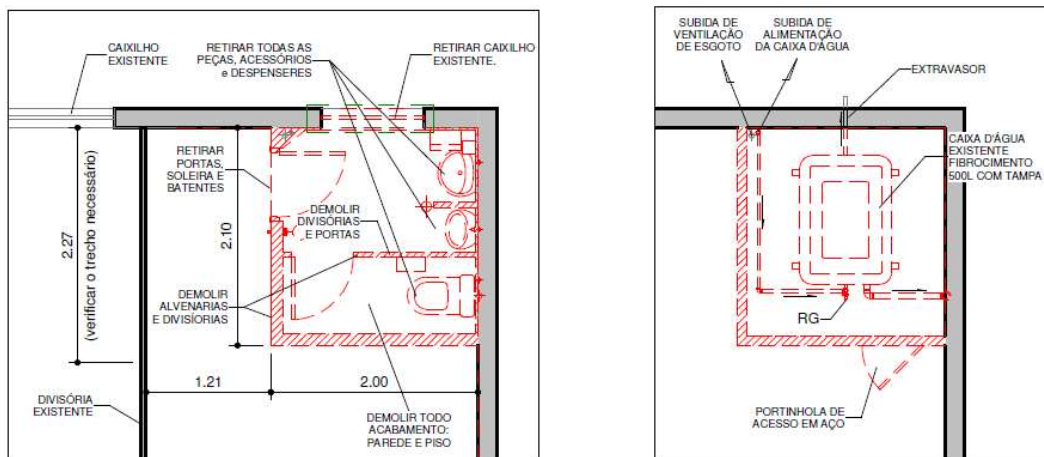 CAIXILHO
EXISTENTE
RETIRAR TODAS AS
PEÇAS, ACESSÓRIOS
e DESPENSERES
RETIRAR CAIXILHO
EXISTENTE.
RETIRAR
PORTAS,
SOLEIRA E
BATENTES
2.27
(verificar o trecho necessário)
2.10
DEMOLIR
DIVISÓRIAS
E PORTAS
DEMOLIR
ALVENARIAS
E DIVISÍORIAS
1.21
2.00
DIVISÓRIA
EXISTENTE
DEMOLIR TODO
ACABAMENTO:
PAREDE E PISO
SUBIDA DE
VENTILAÇÃO
DE ESGOTO
SUBIDA DE
ALIMENTAÇÃO
DA CAIXA D'ÁGUA
EXTRAVASOR
CAIXA D'ÁGUA
EXISTENTE
FIBROCIMENTO
500L COM TAMPA
RG
PORTINHOLA DE
ACESSO EM AÇO